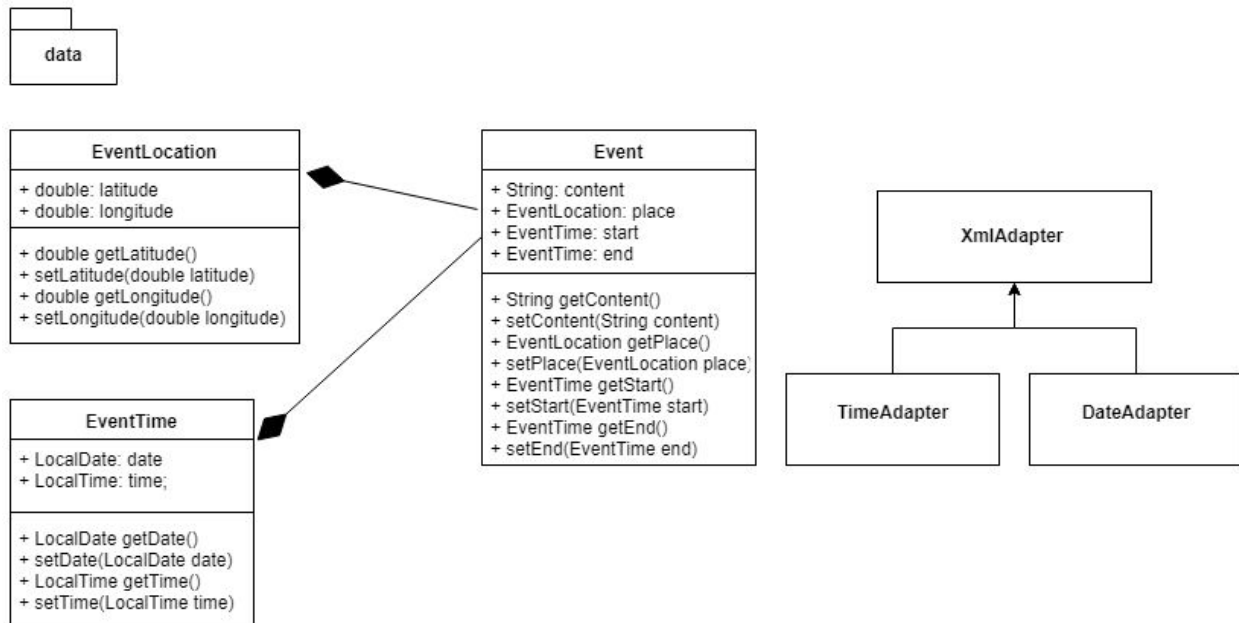 data
EventLocation
+ double: latitude
+ double: longitude
+ double getLatitude()
+ setLatitude(double latitude)
+ double getLongitude()
+ setLongitude(double longitude)
Event
+ String: content
+ EventLocation: place
+ EventTime: start
+ EventTime: end
+ String getContent()
+ setContent(String content)
+ EventLocation getPlace()
+ setPlace(EventLocation place)
+ EventTime getStart()
+ setStart(EventTime start)
+ EventTime getEnd()
+ setEnd(EventTime end)
XmlAdapter
TimeAdapter
DateAdapter
EventTime
+ LocalDate: date
+ LocalTime: time;
+ LocalDate getDate()
+ setDate(LocalDate date)
+ LocalTime getTime()
+ setTime(LocalTime time)